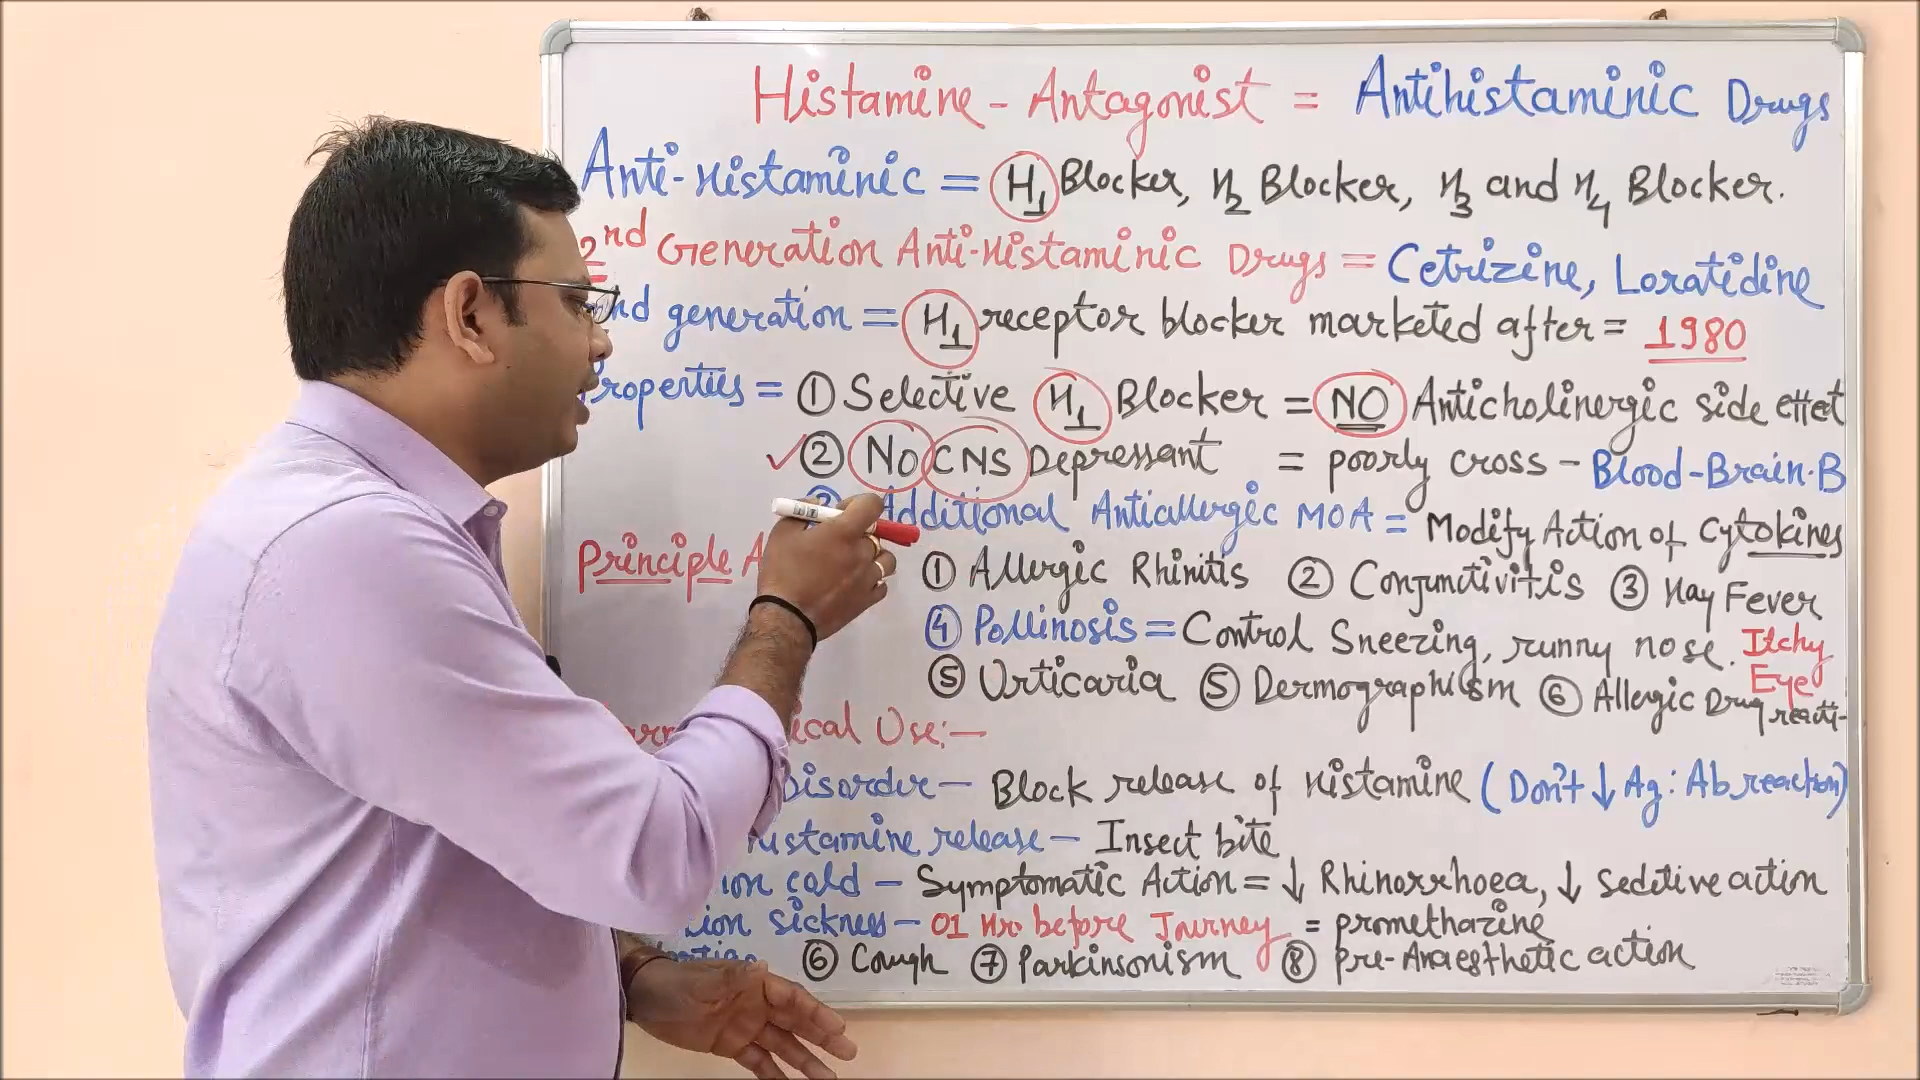 Histamine - Antagonist = Antihistaminic Drugs
Anti-Histaminic = H1 Blocker, H2 Blocker, H3 and H4 Blocker.
2nd Generation Anti-Histaminic Drugs = Cetrizine, Loratidine
nd generation = H1 receptor blocker marketed after = 1980
Properties = ① Selective H1 Blocker = NO Anticholinergic side effect
✓ ② No CNS Depressant = poorly cross - Blood-Brain-B
Additional Antiallergic MOA = Modify Action of Cytokines
Principle A
① Allergic Rhinitis ② Conjunctivitis ③ Hay Fever
④ Pollinosis = Control Sneezing, runny nose. Itchy Eye
⑤ Urticaria ⑤ Dermographism ⑥ Allergic Drug reacti-
ical Use:-
Disorder - Block release of Histamine (Don't ↓ Ag: Ab reaction)
Histamine release - Insect bite
ion cold - Symptomatic Action = ↓ Rhinorrhoea, ↓ Seditive action
ion sickness - 01 Hr. before Journey = promethazine
⑥ Cough ⑦ Parkinsonism ⑧ Pre-Anaesthetic action